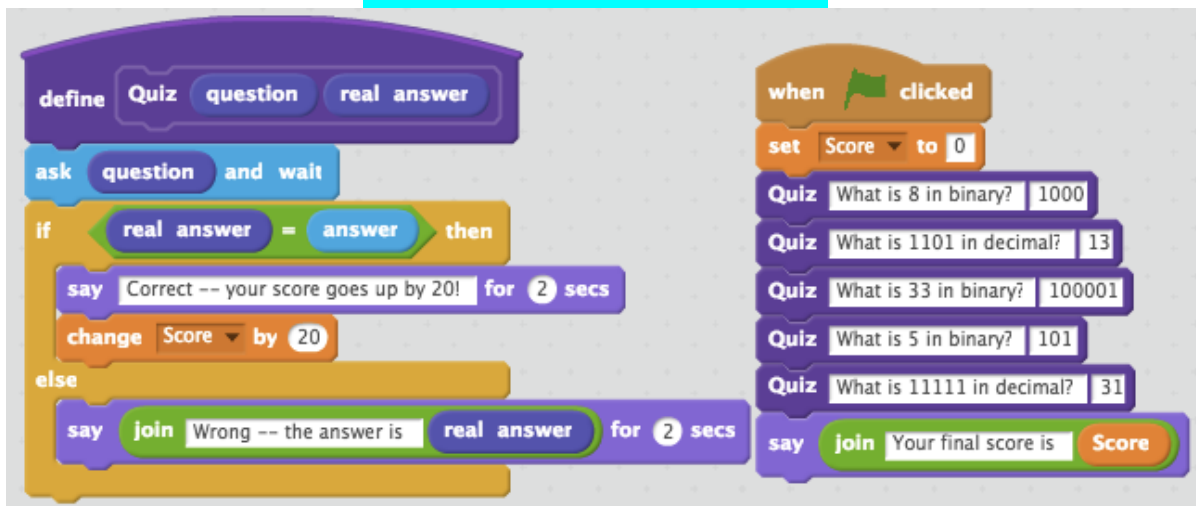 define Quiz question real answer
ask question and wait
if real answer = answer then
say Correct -- your score goes up by 20! for 2 secs
change Score by 20
else
say join Wrong -- the answer is real answer for 2 secs
when clicked
set Score to 0
Quiz What is 8 in binary? 1000
Quiz What is 1101 in decimal? 13
Quiz What is 33 in binary? 100001
Quiz What is 5 in binary? 101
Quiz What is 11111 in decimal? 31
say join Your final score is Score